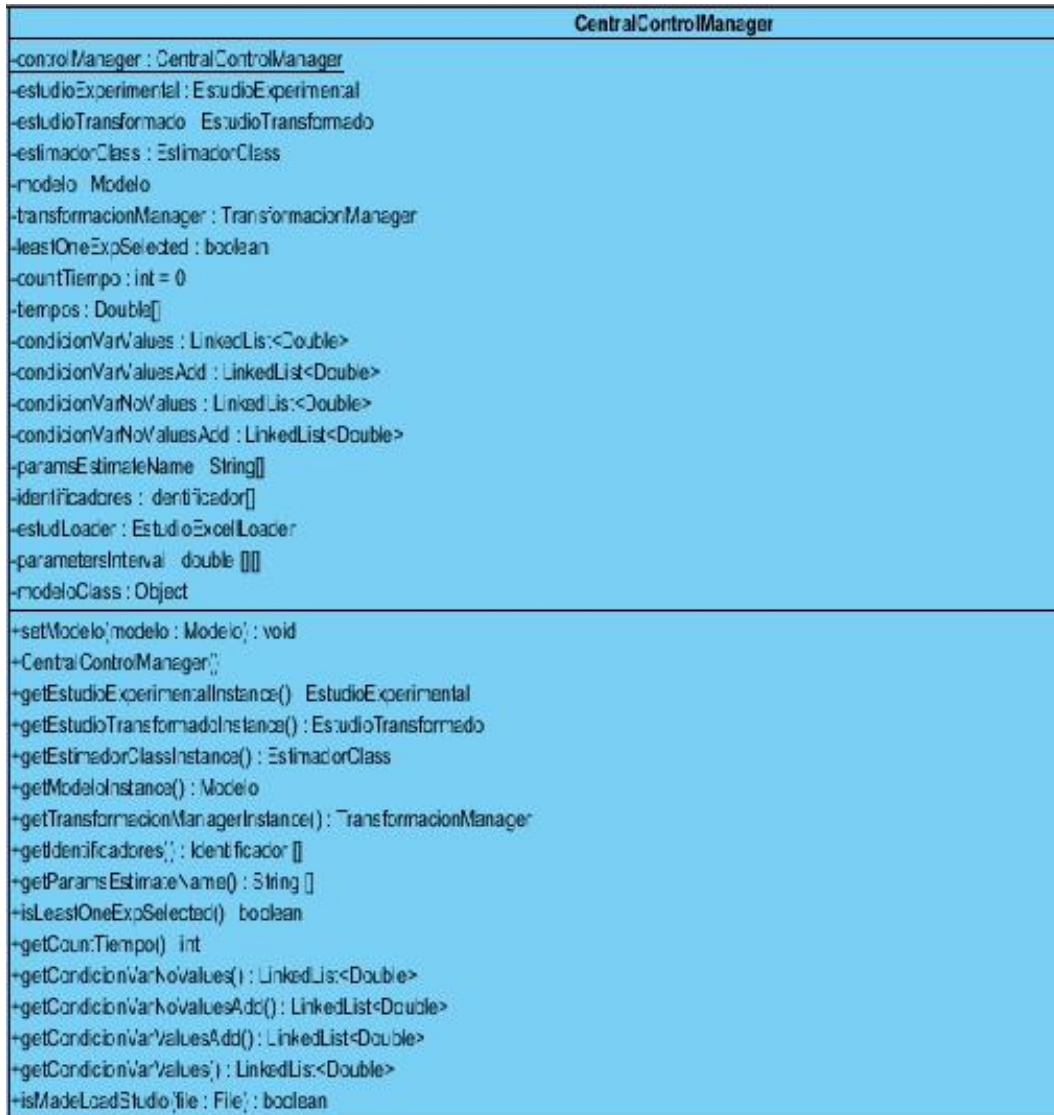 CentralControlManager
-controlManager : CentralControlManager
-estudioExperimental : EstudioExperimental
-estudioTransformado EstudioTransformado
-estimadorClass : EstimadorClass
-modelo Modelo
-transformacionManager : TransformacionManager
-leastOneExpSelected : boolean
-countTiempo : int = 0
-tiempos : Double[]
-condicionVarValues : LinkedList<Double>
-condicionVarValuesAdd : LinkedList<Double>
-condicionVarNoValues : LinkedList<Double>
-condicionVarNoValuesAdd : LinkedList<Double>
-paramsEstimateName String[]
-identificadores : Identificador[]
-estudLoader : EstudioExcellLoader
-parametersInterval double [][]
-modeloClass : Object
+setModelo(modelo : Modelo) : void
+CentralControlManager()
+getEstudioExperimentalInstance() EstudioExperimental
+getEstudioTransformadoInstance() : EstudioTransformado
+getEstimadorClassInstance() : EstimadorClass
+getModeloInstance() : Modelo
+getTransformacionManagerInstance() : TransformacionManager
+getIdentificadores() : Identificador []
+getParamsEstimateName() : String []
+isLeastOneExpSelected() boolean
+getCountTiempo() int
+getCondicionVarNoValues() : LinkedList<Double>
+getCondicionVarNoValuesAdd() : LinkedList<Double>
+getCondicionVarValuesAdd() : LinkedList<Double>
+getCondicionVarValues() : LinkedList<Double>
+isMadeLoadStudio(file : File) : boolean